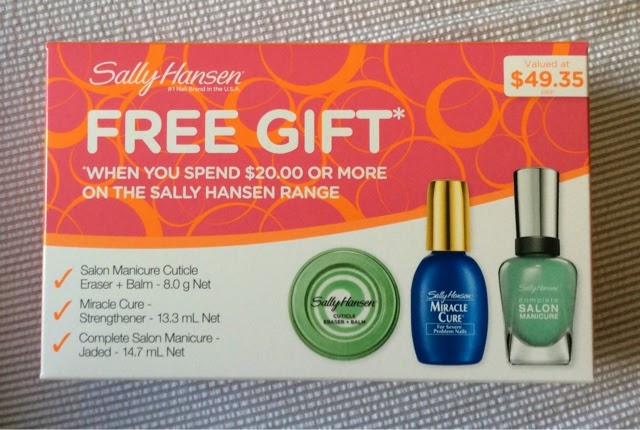 Sally Hansen®
#1 Nail Brand in the U.S.A.
Valued at
$49.35
RRP*
FREE GIFT*
*WHEN YOU SPEND $20.00 OR MORE
ON THE SALLY HANSEN RANGE
Salon Manicure Cuticle
Eraser + Balm - 8.0 g Net
Miracle Cure -
Strengthener - 13.3 mL Net
Complete Salon Manicure -
Jaded - 14.7 mL Net
Sally Hansen
CUTICLE
ERASER + BALM
Sally Hansen
MIRACLE
CURE®
For Severe
Problem Nails
Sally Hansen
complete
SALON
MANICURE